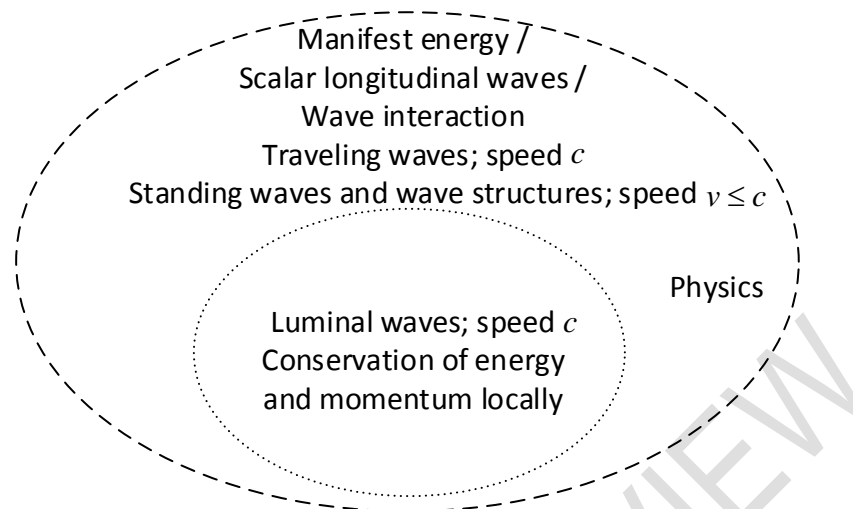 Manifest energy /
Scalar longitudinal waves /
Wave interaction
Traveling waves; speed c
Standing waves and wave structures; speed v ≤ c
Physics
Luminal waves; speed c
Conservation of energy
and momentum locally